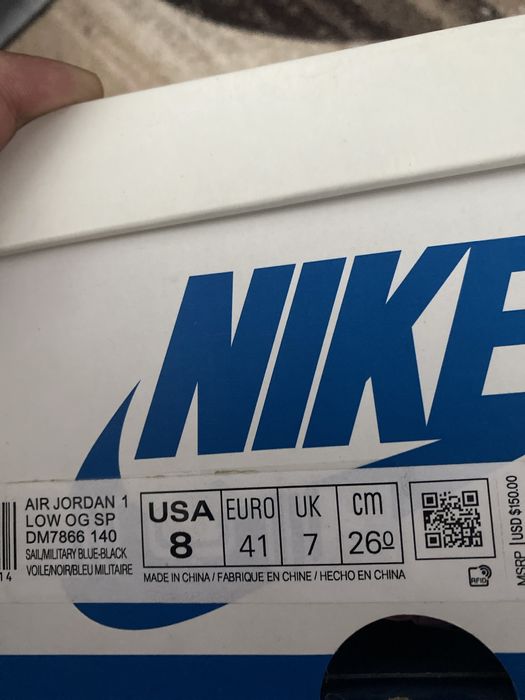 NIKE
AIR JORDAN 1
LOW OG SP
DM7866 140
SAIL/MILITARY BLUE-BLACK
VOILE/NOIR/BLEU MILITAIRE
14
USA
8
EURO
41
UK
7
cm
26º
MADE IN CHINA / FABRIQUE EN CHINE / HECHO EN CHINA
RFID
MSRP |USD $150.00